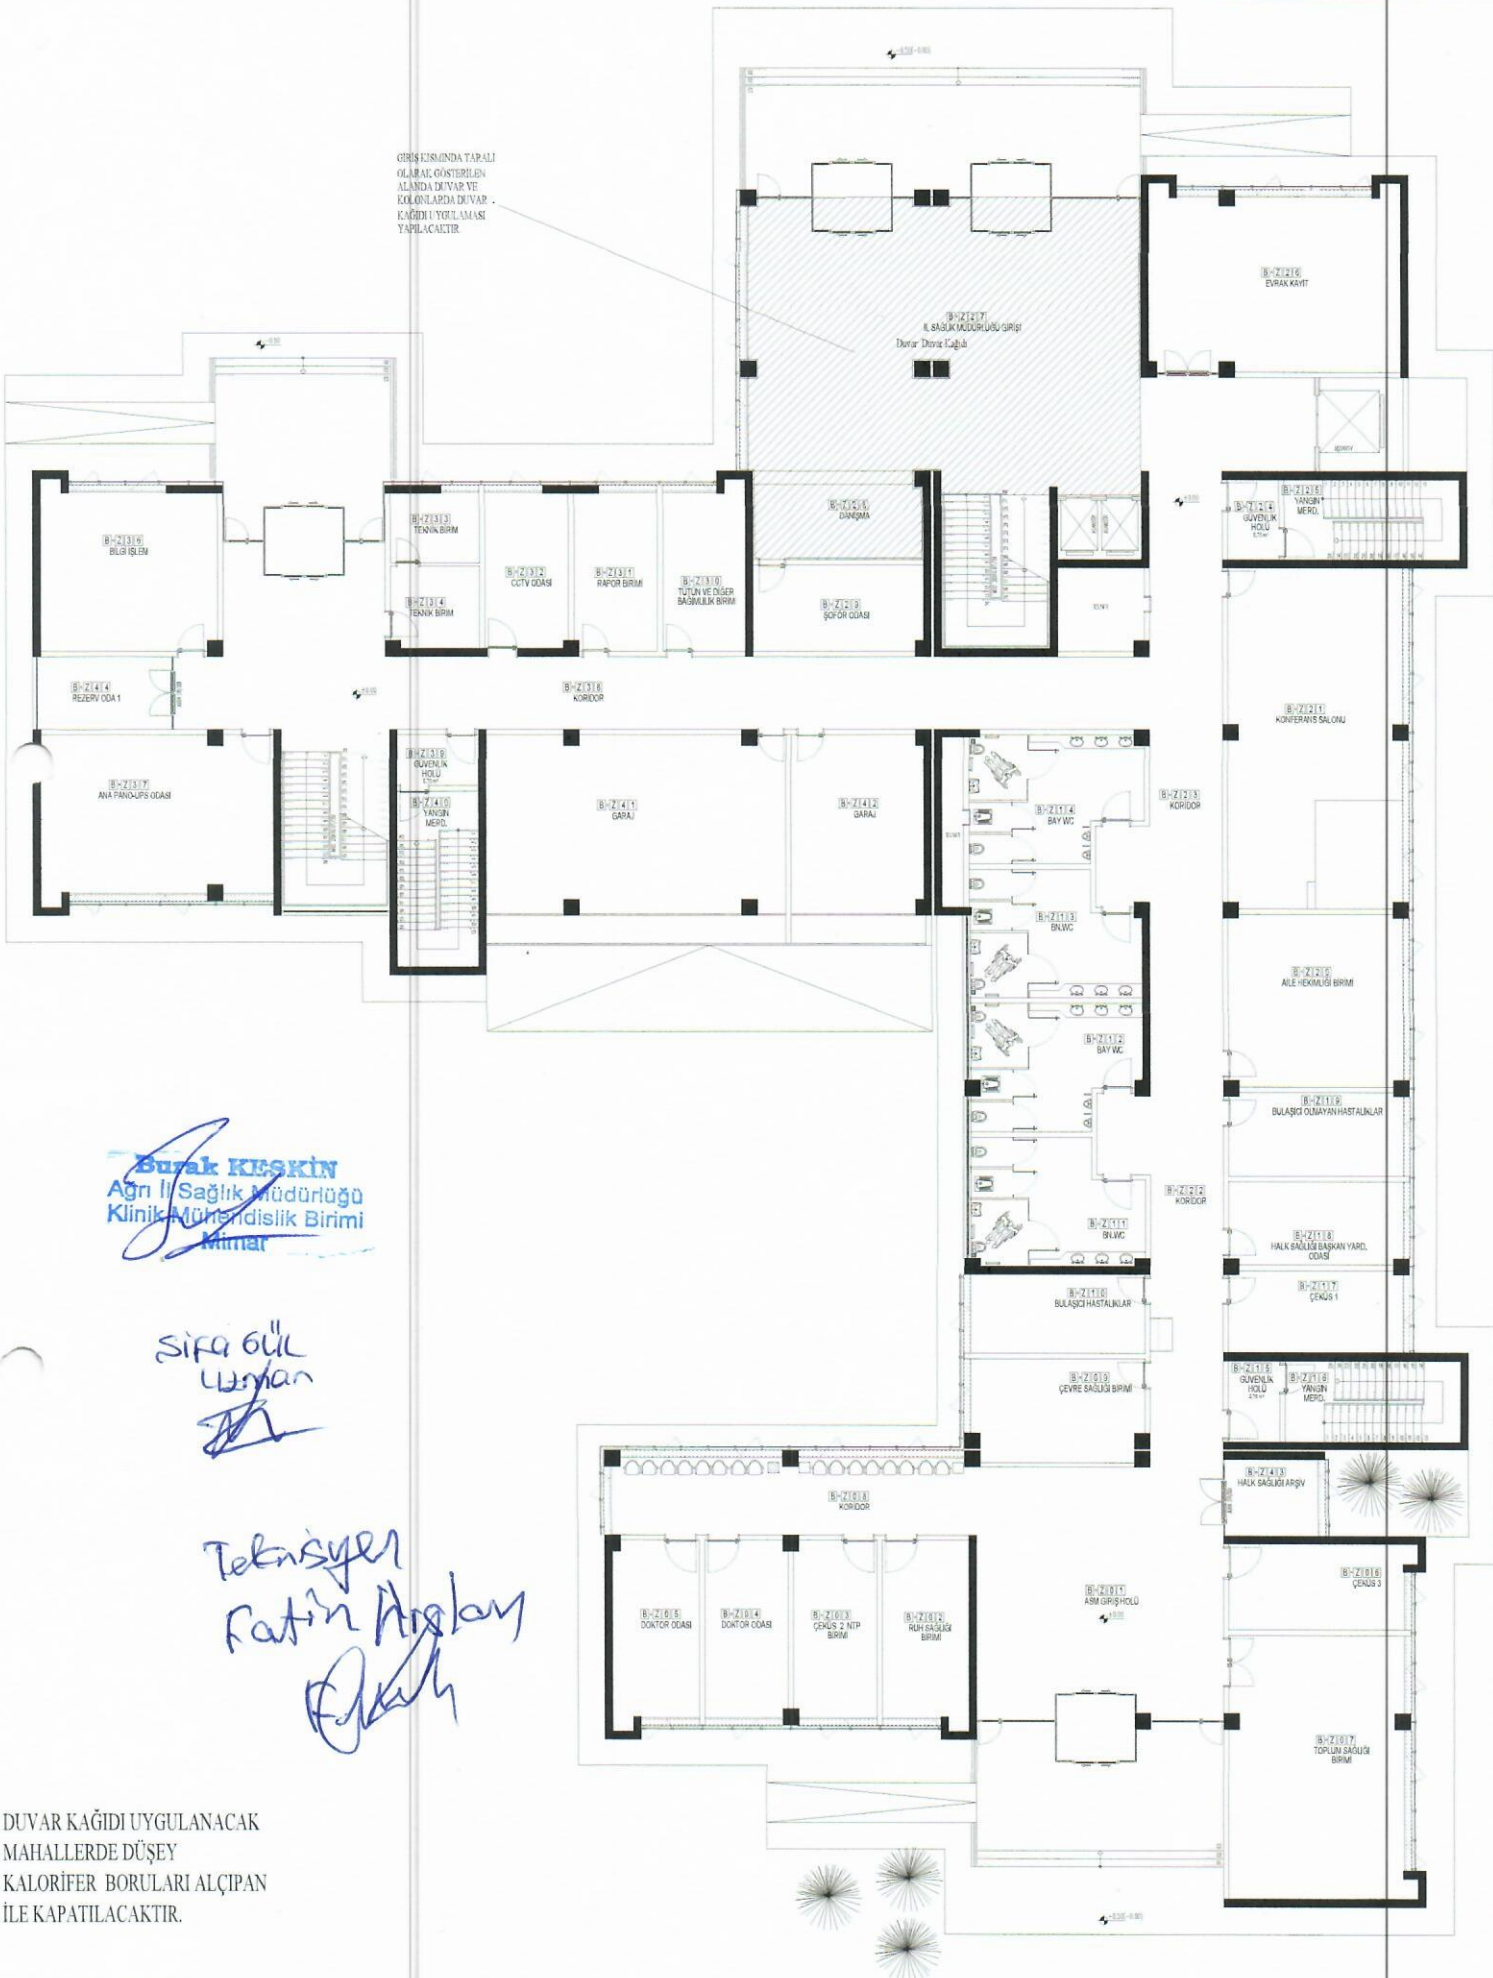 GİRİŞ KISMINDA TARALI
OLARAK GÖSTERİLEN
ALANDA DUVAR VE
KOLONLARDA DUVAR
KAĞIDI UYGULAMASI
YAPILACAKTIR
B-Z27
İL SAĞLIK MÜDÜRLÜĞÜ GİRİŞİ
Duvar: Duvar Kağıdı
B-Z26
EVRAK KAYIT
B-Z25
YANGIN
MERD.
B-Z24
GÜVENLİK
HOLÜ
B-Z28
DANIŞMA
B-Z29
ŞOFÖR ODASI
B-Z30
TÜTÜN VE DİĞER
BAĞIMLILIK BİRİMİ
B-Z31
RAPOR BİRİMİ
B-Z32
CCTV ODASI
B-Z33
TEKNİK BİRİM
B-Z34
TEKNİK BİRİM
B-Z36
BİLGİ İŞLEM
B-Z44
REZERV ODA 1
B-Z38
KORİDOR
B-Z37
ANA PANO-UPS ODASI
B-Z39
GÜVENLİK
HOLÜ
B-Z40
YANGIN
MERD.
B-Z41
GARAJ
B-Z42
GARAJ
B-Z21
KONFERANS SALONU
B-Z23
KORİDOR
B-Z14
BAY WC
B-Z13
BN.WC
B-Z12
BAY WC
B-Z11
BN.WC
B-Z20
AİLE HEKİMLİĞİ BİRİMİ
B-Z19
BULAŞICI OLMAYAN HASTALIKLAR
B-Z22
KORİDOR
B-Z18
HALK SAĞLIĞI BAŞKAN YARD.
ODASI
B-Z17
ÇEKÜS 1
B-Z10
BULAŞICI HASTALIKLAR
B-Z09
ÇEVRE SAĞLIĞI BİRİMİ
B-Z15
GÜVENLİK
HOLÜ
B-Z16
YANGIN
MERD.
B-Z43
HALK SAĞLIĞI ARŞİV
B-Z08
KORİDOR
B-Z05
DOKTOR ODASI
B-Z04
DOKTOR ODASI
B-Z03
ÇEKÜS 2 NTP
BİRİMİ
B-Z02
RUH SAĞLIĞI
BİRİMİ
B-Z01
ASM GİRİŞ HOLÜ
B-Z06
ÇEKÜS 3
B-Z07
TOPLUM SAĞLIĞI
BİRİMİ
Burak KESKİN
Ağrı İl Sağlık Müdürlüğü
Klinik Mühendislik Birimi
Mimar
Şifa GÜL
Uzman
Teknisyen
Fatih Arslan
DUVAR KAĞIDI UYGULANACAK
MAHALLERDE DÜŞEY
KALORİFER BORULARI ALÇIPAN
İLE KAPATILACAKTIR.